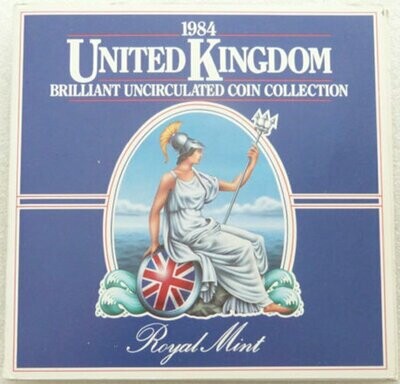 1984
UNITED KINGDOM
BRILLIANT UNCIRCULATED COIN COLLECTION
Royal Mint